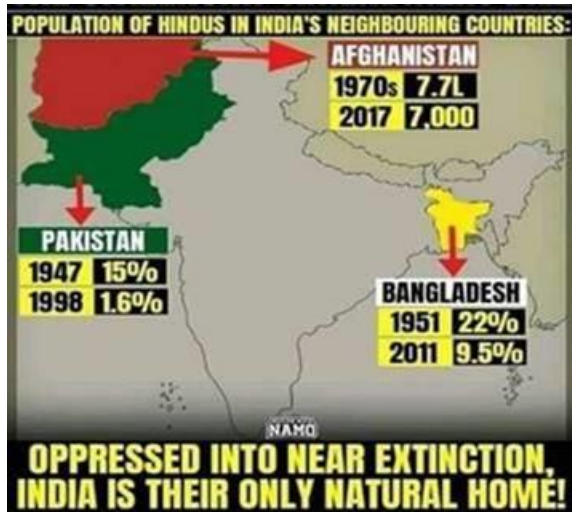 POPULATION OF HINDUS IN INDIA'S NEIGHBOURING COUNTRIES:
AFGHANISTAN
1970s 7.7L
2017 7,000
PAKISTAN
1947 15%
1998 1.6%
BANGLADESH
1951 22%
2011 9.5%
NAMO
OPPRESSED INTO NEAR EXTINCTION,
INDIA IS THEIR ONLY NATURAL HOME!